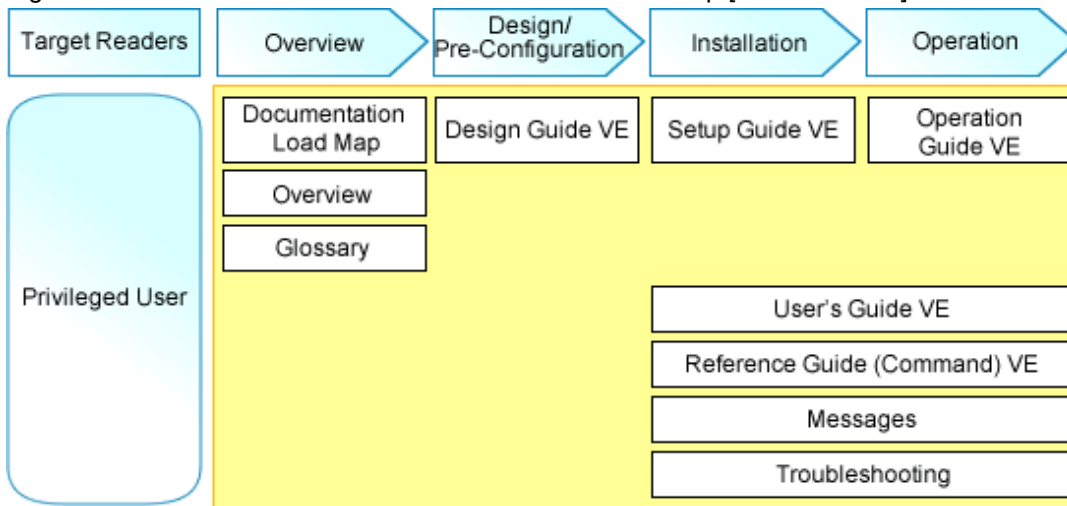 Target Readers
Overview
Design/
Pre-Configuration
Installation
Operation
Privileged User
Documentation
Load Map
Design Guide VE
Setup Guide VE
Operation
Guide VE
Overview
Glossary
User's Guide VE
Reference Guide (Command) VE
Messages
Troubleshooting